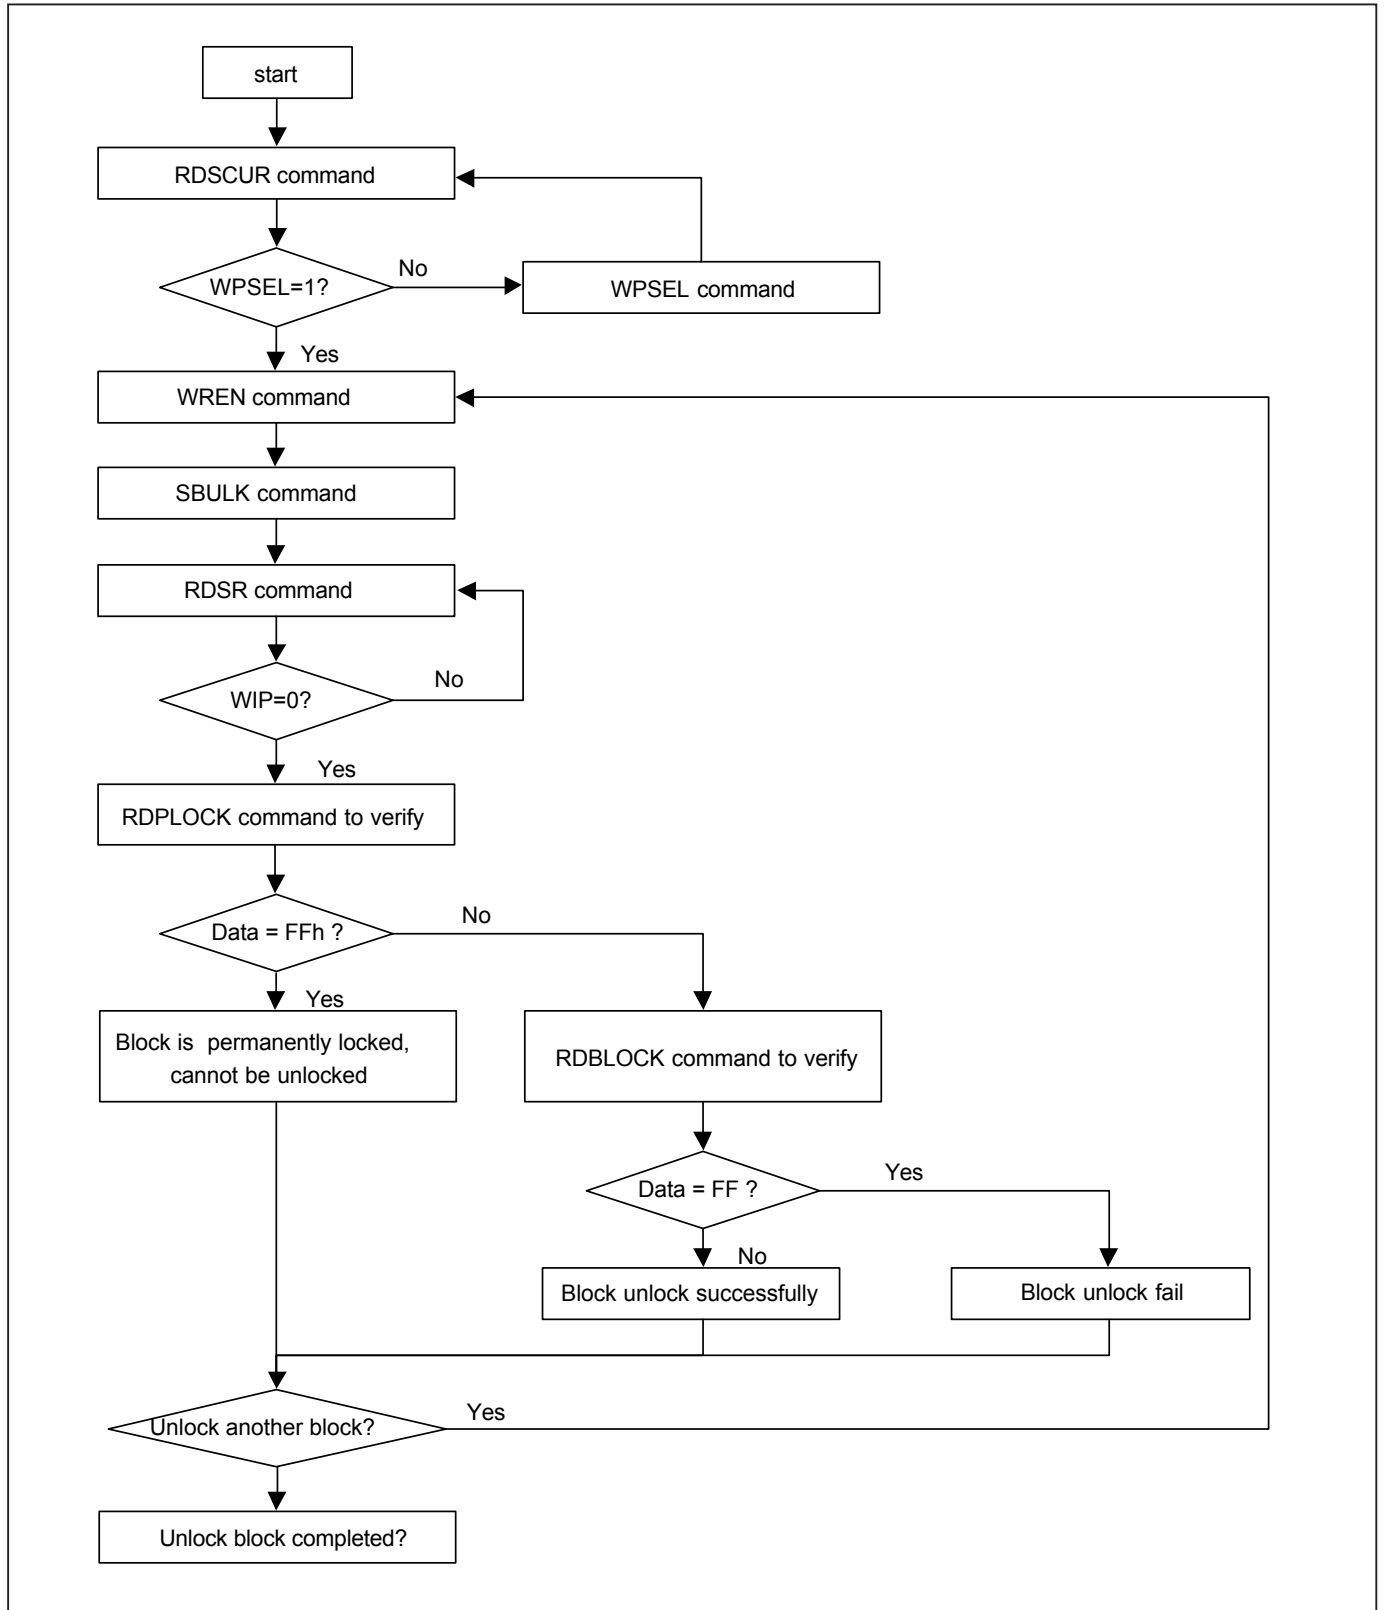 start
RDSCUR command
WPSEL=1?
No
WPSEL command
Yes
WREN command
SBULK command
RDSR command
WIP=0?
No
Yes
RDPLOCK command to verify
Data = FFh ?
No
Yes
Block is permanently locked,
cannot be unlocked
RDBLOCK command to verify
Data = FF ?
Yes
No
Block unlock successfully
Block unlock fail
Unlock another block?
Yes
Unlock block completed?